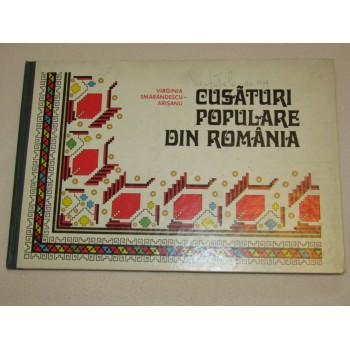 VIRGINIA
SMĂRĂNDESCU–
ARIȘANU
CUSĂTURI
POPULARE
DIN ROMÂNIA